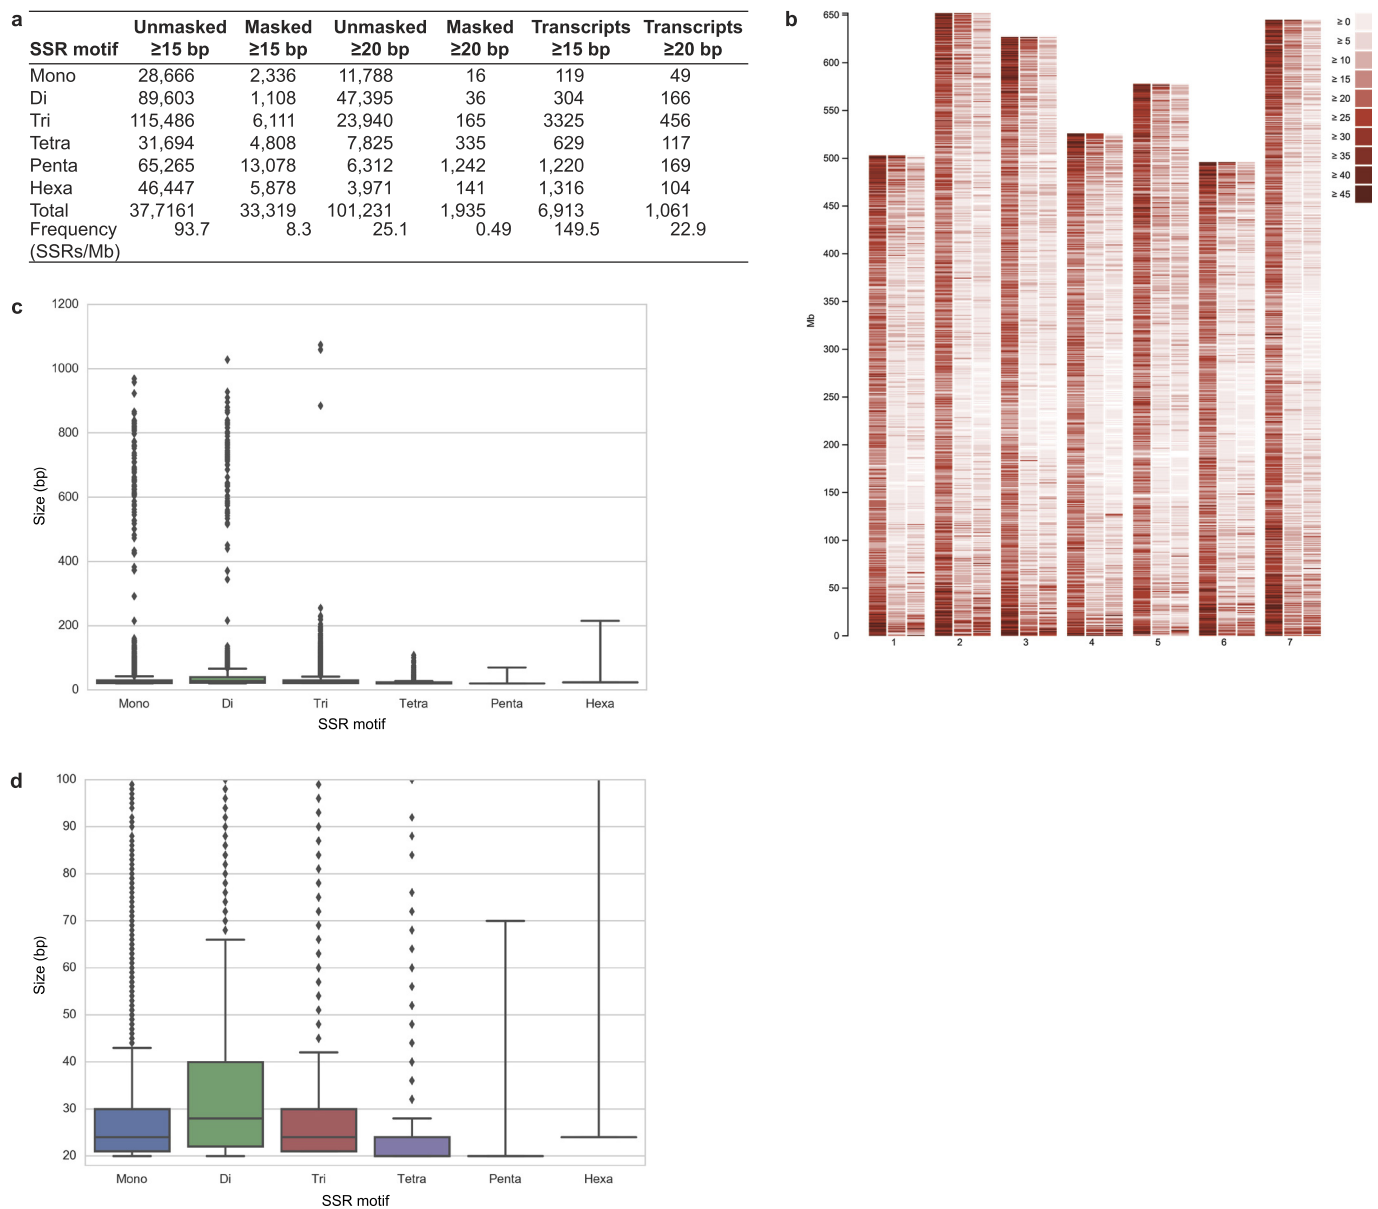 a
Unmasked Masked Unmasked Masked Transcripts Transcripts
SSR motif ≥15 bp ≥15 bp ≥20 bp ≥20 bp ≥15 bp ≥20 bp
Mono 28,666 2,336 11,788 16 119 49
Di 89,603 1,108 47,395 36 304 166
Tri 115,486 6,111 23,940 165 3325 456
Tetra 31,694 4,808 7,825 335 629 117
Penta 65,265 13,078 6,312 1,242 1,220 169
Hexa 46,447 5,878 3,971 141 1,316 104
Total 37,7161 33,319 101,231 1,935 6,913 1,061
Frequency 93.7 8.3 25.1 0.49 149.5 22.9
(SSRs/Mb)
b
650
600
550
500
450
400
350
300
250
200
150
100
50
0
Mb
1 2 3 4 5 6 7
≥ 0
≥ 5
≥ 10
≥ 15
≥ 20
≥ 25
≥ 30
≥ 35
≥ 40
≥ 45
c
1200
1000
800
600
400
200
0
Size (bp)
Mono Di Tri Tetra Penta Hexa
SSR motif
d
100
90
80
70
60
50
40
30
20
Size (bp)
Mono Di Tri Tetra Penta Hexa
SSR motif